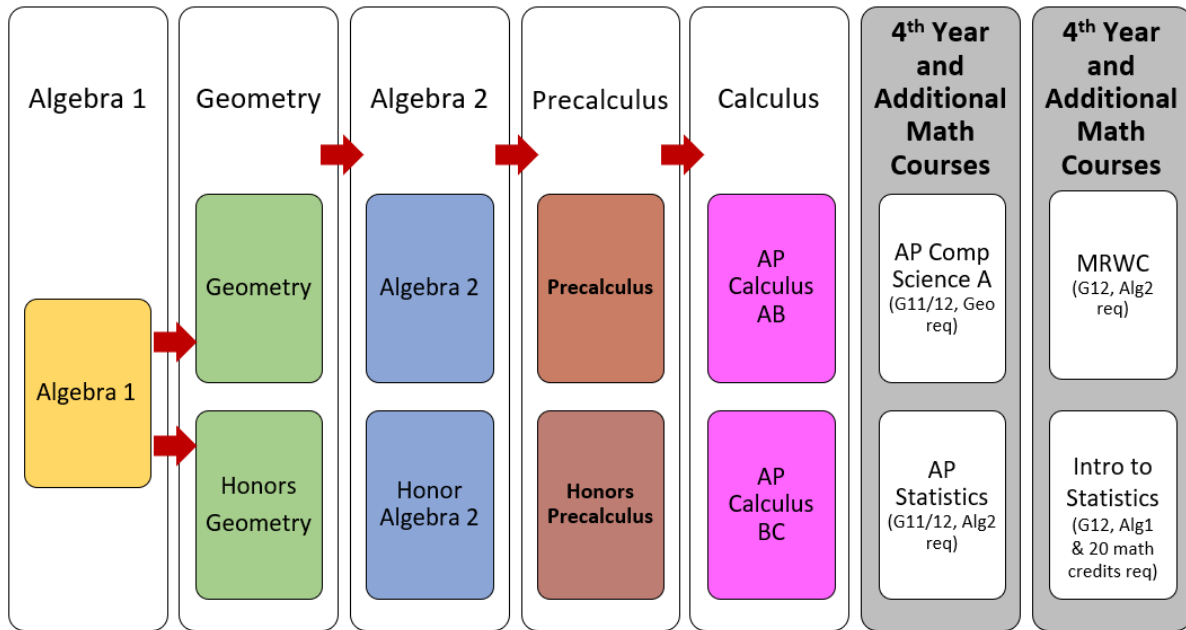 Algebra 1
Algebra 1
Geometry
Geometry
Honors
Geometry
Algebra 2
Algebra 2
Honor
Algebra 2
Precalculus
Precalculus
Honors
Precalculus
Calculus
AP
Calculus
AB
AP
Calculus
BC
4th Year
and
Additional
Math
Courses
AP Comp
Science A
(G11/12, Geo
req)
AP
Statistics
(G11/12, Alg2
req)
4th Year
and
Additional
Math
Courses
MRWC
(G12, Alg2
req)
Intro to
Statistics
(G12, Alg1
& 20 math
credits req)